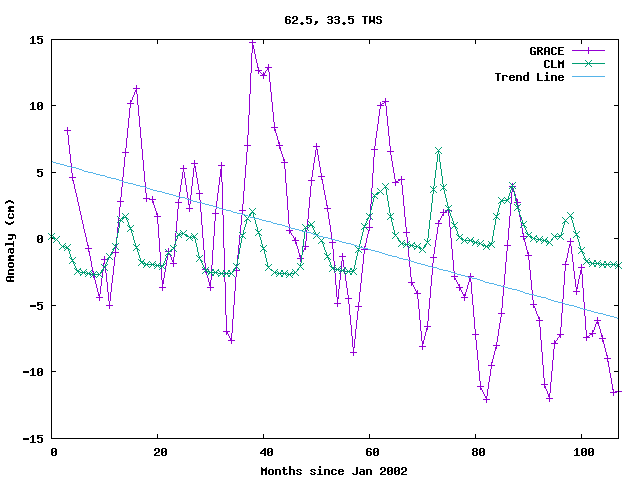 62.5, 33.5 TWS
GRACE
CLM
Trend Line
15
10
5
0
-5
-10
-15
Anomaly (cm)
0 20 40 60 80 100
Months since Jan 2002